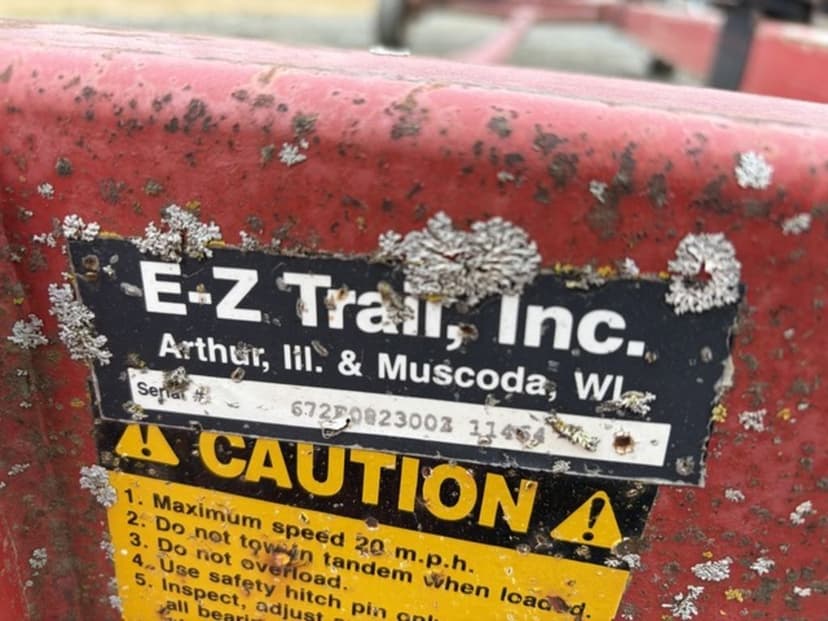 E-Z Trail, Inc.
Arthur, Ill. & Muscoda, WI
Serial #
CAUTION
1. Maximum speed 20 m.p.h.
2. Do not tow in tandem when loaded.
3. Do not overload.
4. Use safety hitch pin
5. Inspect, adjust
all